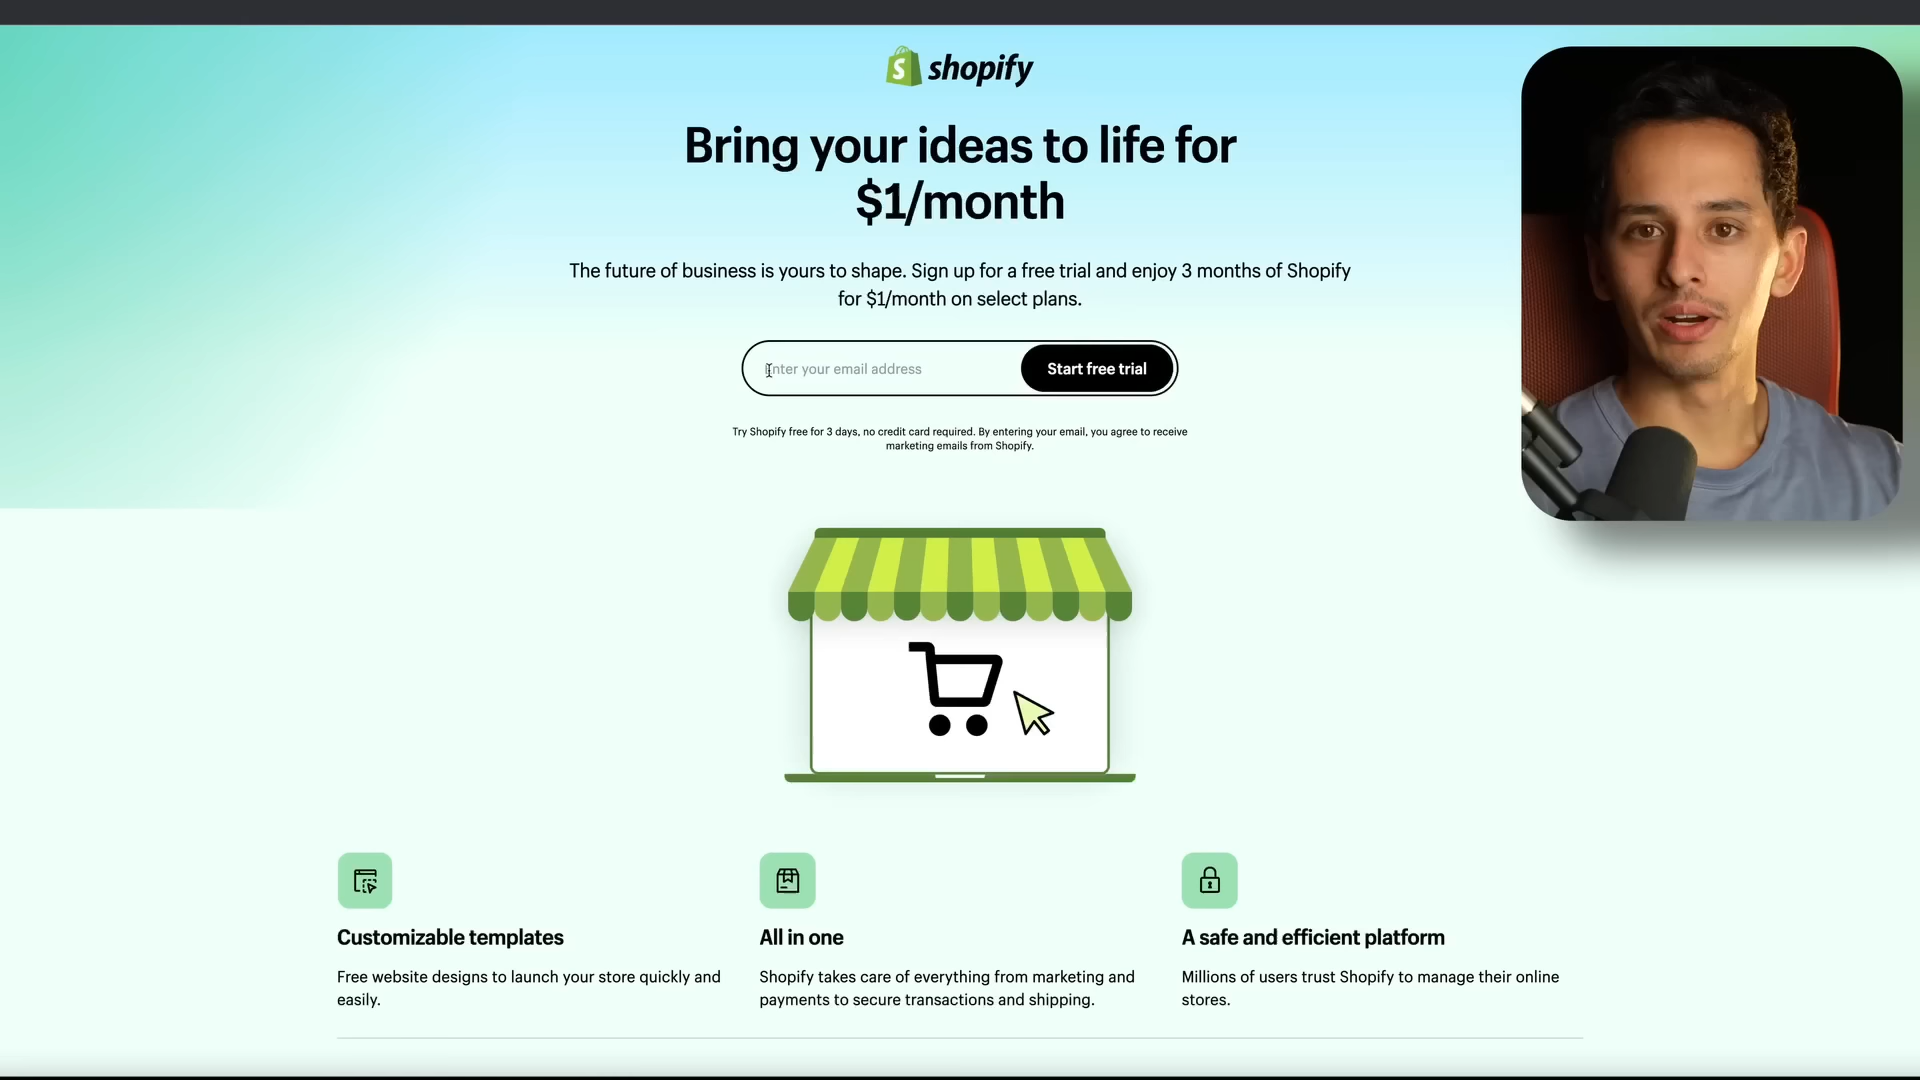 shopify
Bring your ideas to life for
$1/month
The future of business is yours to shape. Sign up for a free trial and enjoy 3 months of Shopify
for $1/month on select plans.
Enter your email address
Start free trial
Try Shopify free for 3 days, no credit card required. By entering your email, you agree to receive
marketing emails from Shopify.
Customizable templates
Free website designs to launch your store quickly and
easily.
All in one
Shopify takes care of everything from marketing and
payments to secure transactions and shipping.
A safe and efficient platform
Millions of users trust Shopify to manage their online
stores.